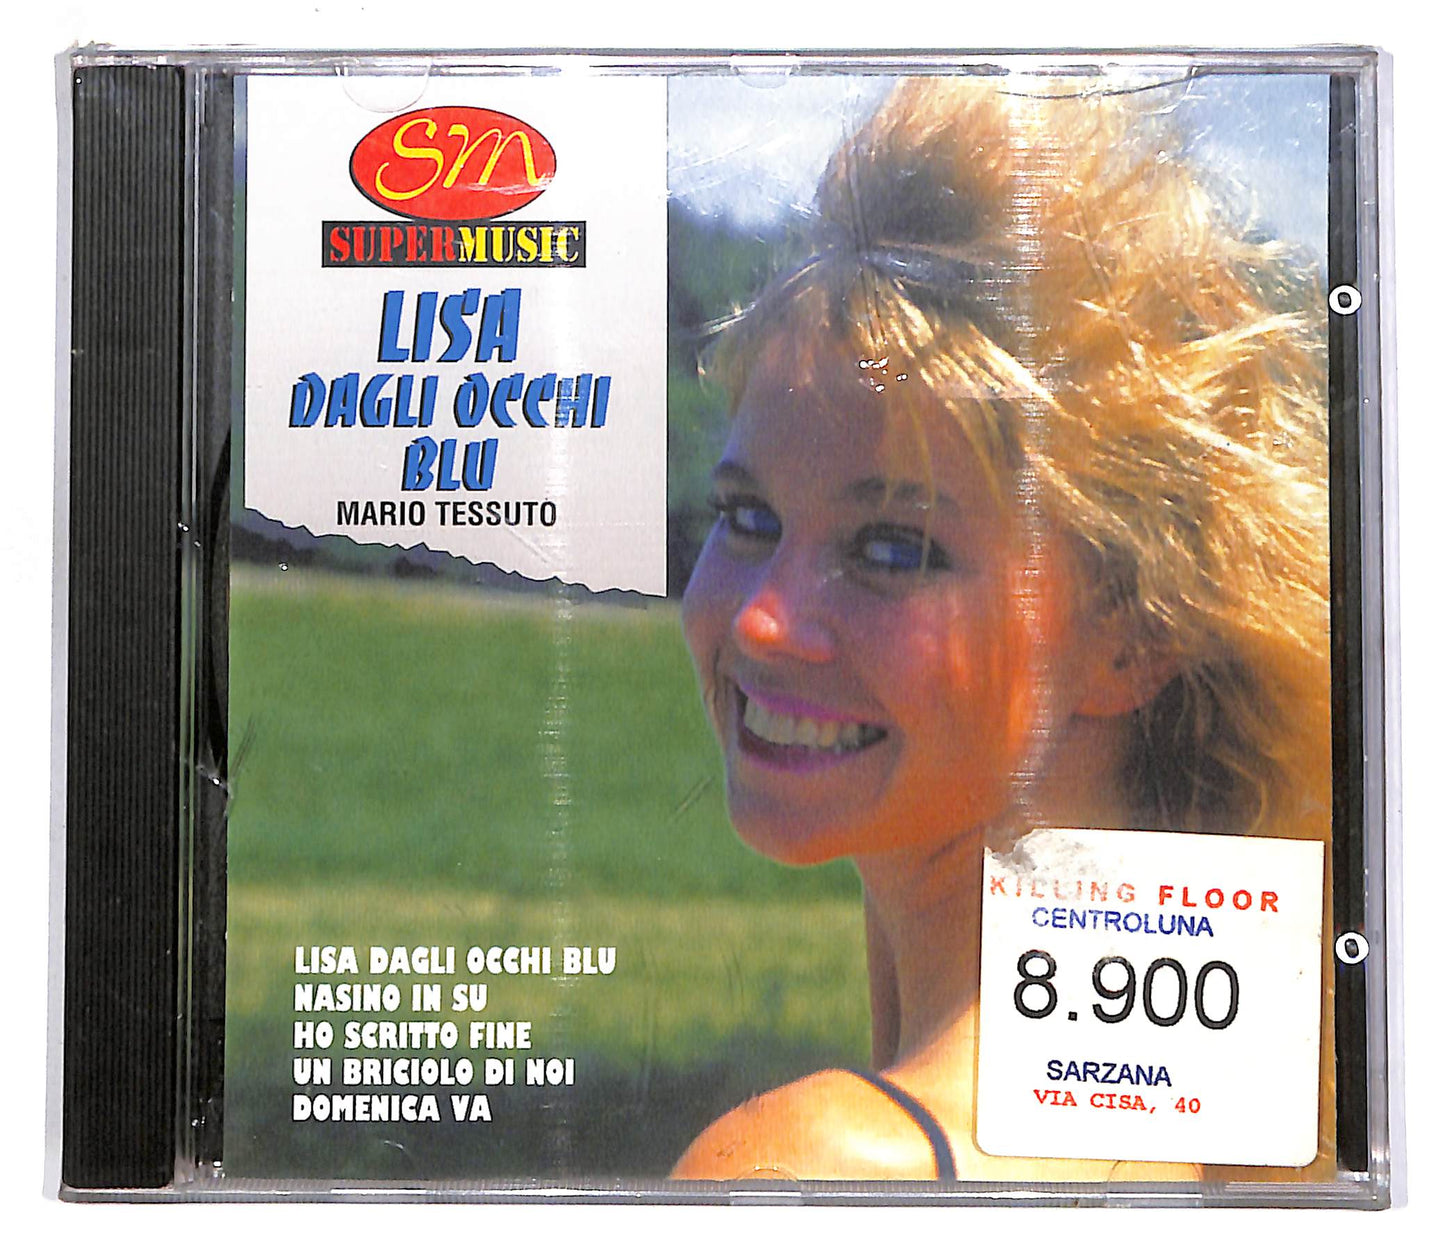 SM
SUPERMUSIC
LISA
DAGLI OCCHI
BLU
MARIO TESSUTO
LISA DAGLI OCCHI BLU
NASINO IN SU
HO SCRITTO FINE
UN BRICIOLO DI NOI
DOMENICA VA
KILLING FLOOR
CENTROLUNA
8.900
SARZANA
VIA CISA, 40